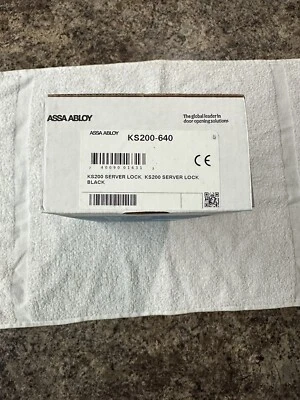 ASSA ABLOY
The global leader in
door opening solutions
ASSA ABLOY
KS200-640
KS200 SERVER LOCK KS200 SERVER LOCK
BLACK